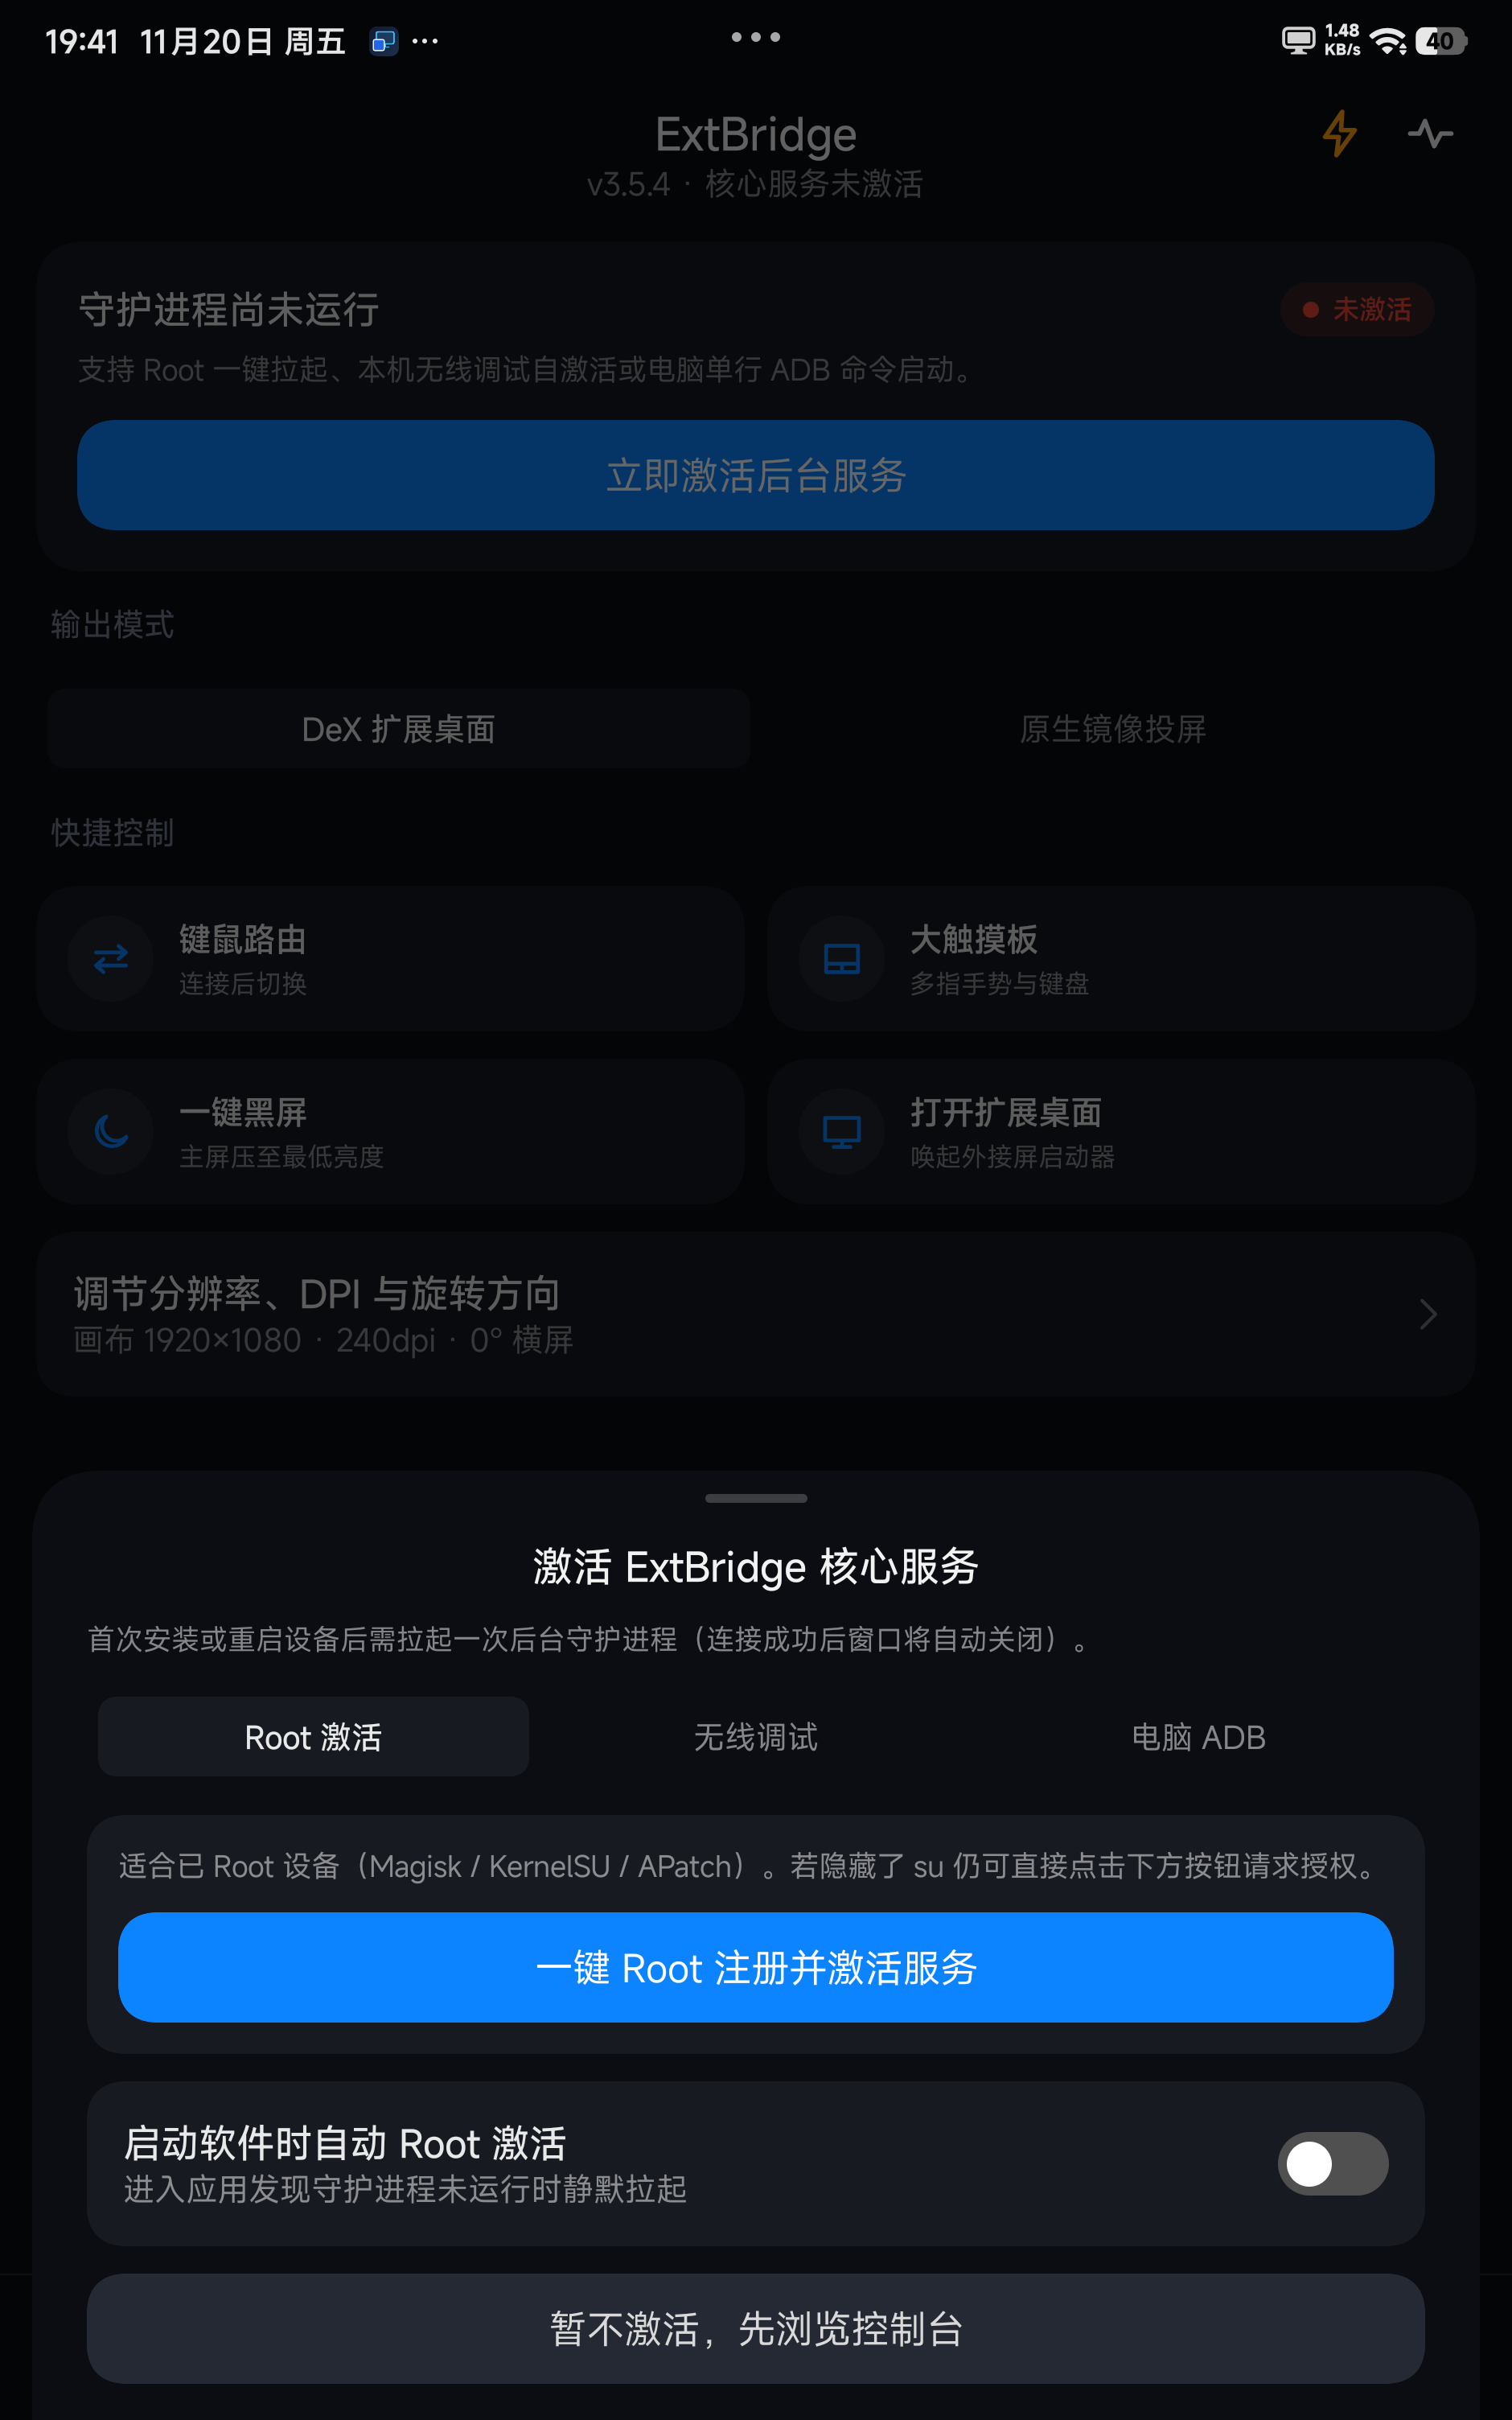 19:41 11月20日 周五 ··· 1.48 KB/s 40
ExtBridge
v3.5.4 · 核心服务未激活
守护进程尚未运行
未激活
支持 Root 一键拉起、本机无线调试自激活或电脑单行 ADB 命令启动。
立即激活后台服务
输出模式
DeX 扩展桌面 原生镜像投屏
快捷控制
键鼠路由
连接后切换
大触摸板
多指手势与键盘
一键黑屏
主屏压至最低亮度
打开扩展桌面
唤起外接屏启动器
调节分辨率、DPI 与旋转方向
画布 1920×1080 · 240dpi · 0° 横屏
激活 ExtBridge 核心服务
首次安装或重启设备后需拉起一次后台守护进程（连接成功后窗口将自动关闭）。
Root 激活 无线调试 电脑 ADB
适合已 Root 设备（Magisk / KernelSU / APatch）。若隐藏了 su 仍可直接点击下方按钮请求授权。
一键 Root 注册并激活服务
启动软件时自动 Root 激活
进入应用发现守护进程未运行时静默拉起
暂不激活，先浏览控制台